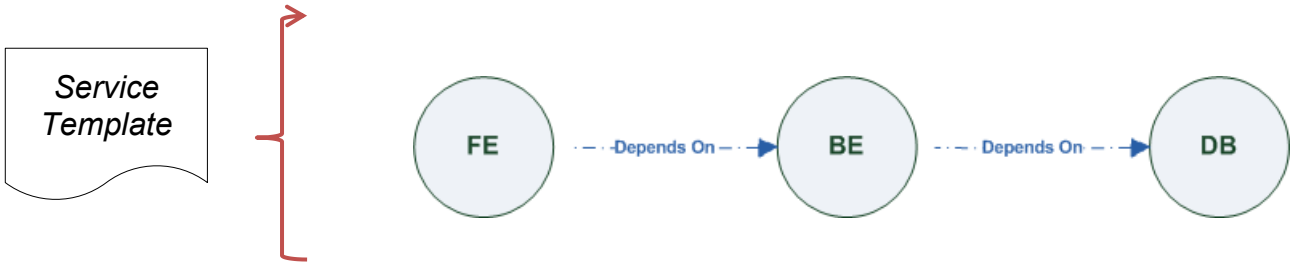 Service
Template
FE
Depends On
BE
Depends On
DB